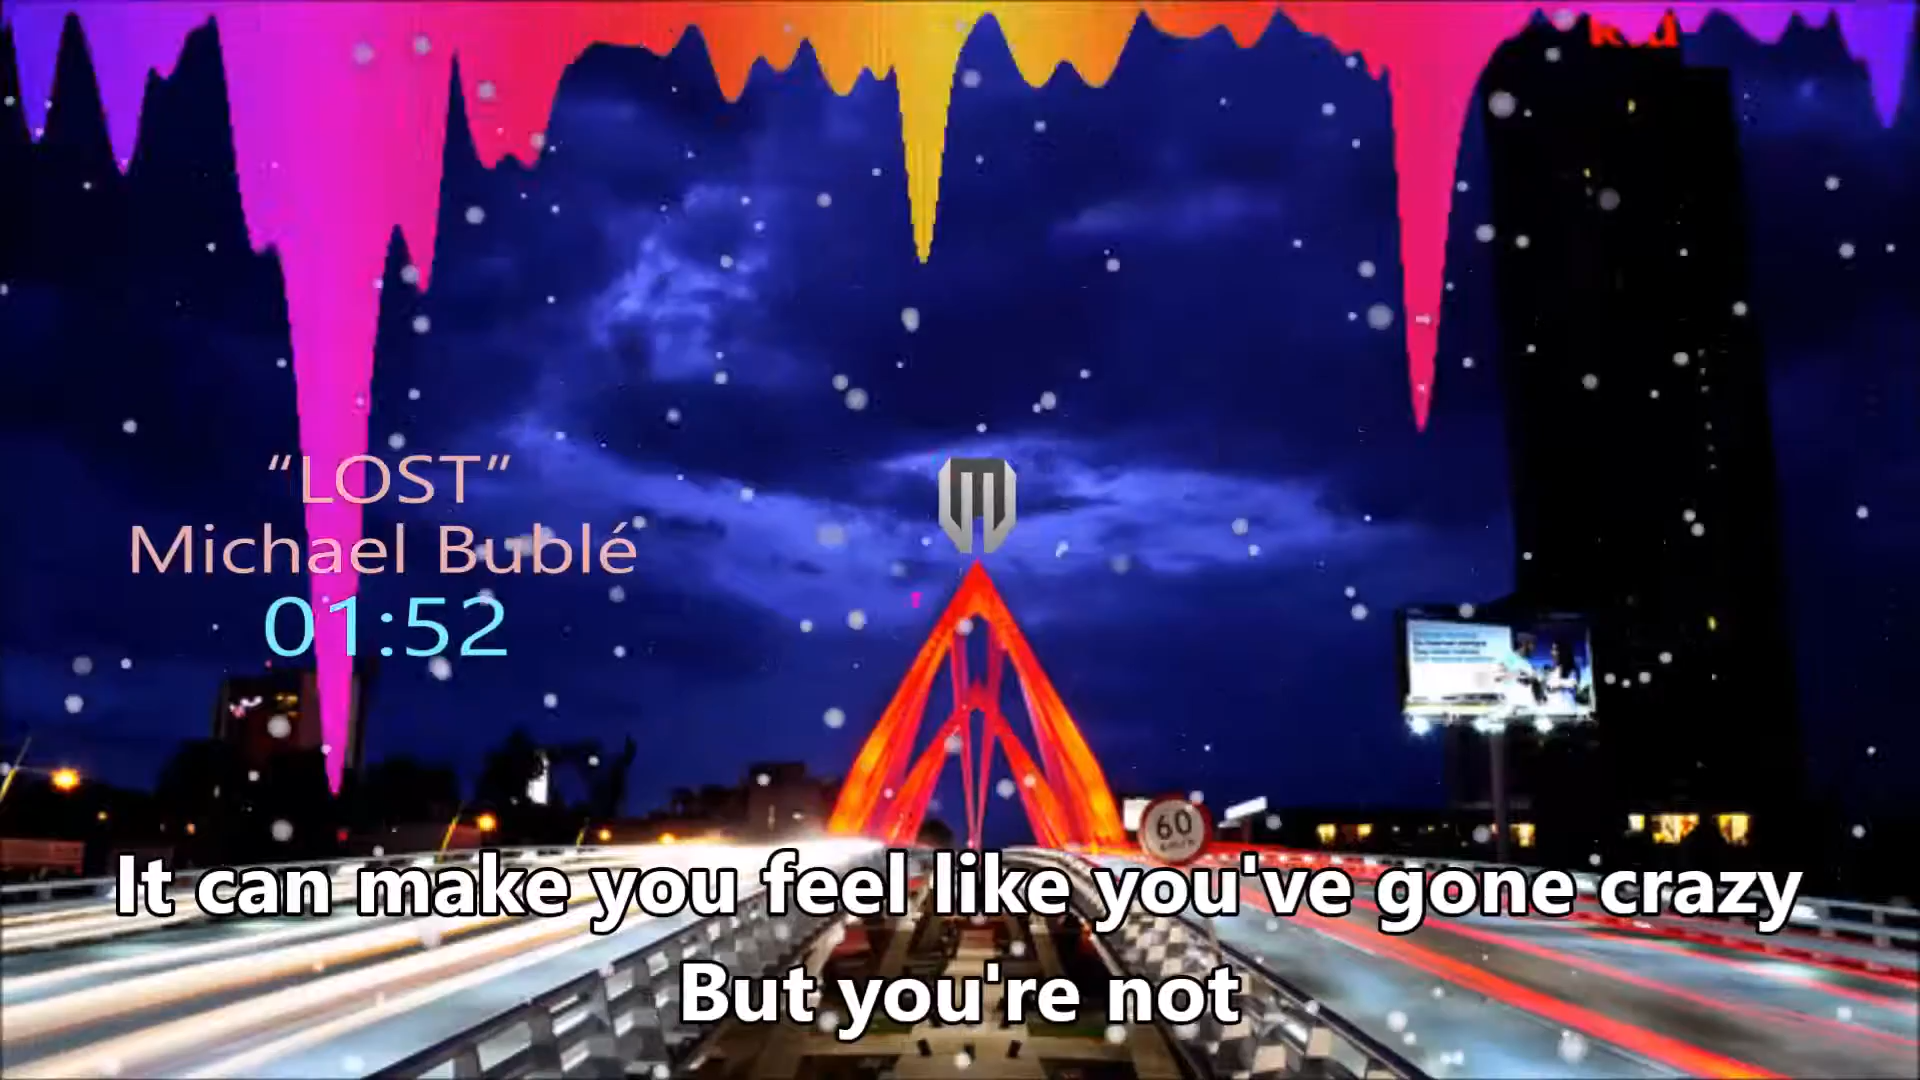 “LOST”
Michael Bublé
01:52
60
It can make you feel like you've gone crazy
But you're not